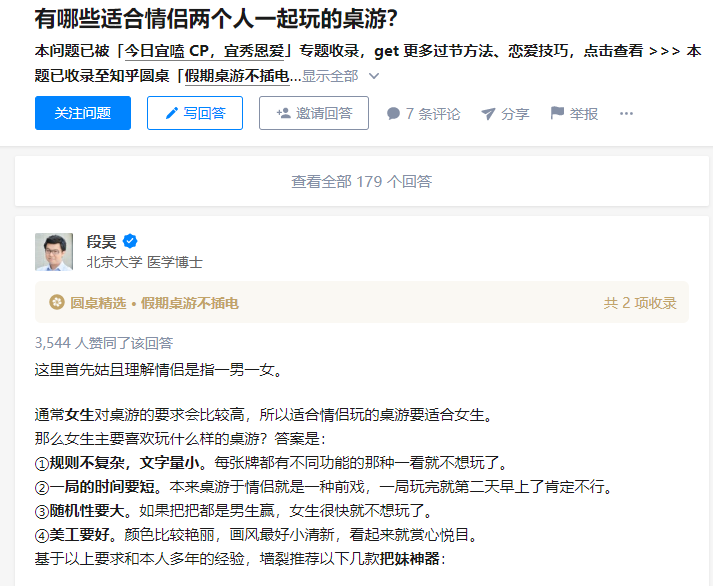 有哪些适合情侣两个人一起玩的桌游？
本问题已被「今日宜嗑 CP，宜秀恩爱」专题收录，get 更多过节方法、恋爱技巧，点击查看 >>> 本
题已收录至知乎圆桌「假期桌游不插电...显示全部
关注问题 写回答 邀请回答 7 条评论 分享 举报 ···
查看全部 179 个回答
段昊
北京大学 医学博士
圆桌精选 • 假期桌游不插电 共 2 项收录
3,544 人赞同了该回答
这里首先姑且理解情侣是指一男一女。
通常女生对桌游的要求会比较高，所以适合情侣玩的桌游要适合女生。
那么女生主要喜欢玩什么样的桌游？答案是：
①规则不复杂，文字量小。每张牌都有不同功能的那种一看就不想玩了。
②一局的时间要短。本来桌游于情侣就是一种前戏，一局玩完就第二天早上了肯定不行。
③随机性要大。如果把把都是男生赢，女生很快就不想玩了。
④美工要好。颜色比较艳丽，画风最好小清新，看起来就赏心悦目。
基于以上要求和本人多年的经验，墙裂推荐以下几款把妹神器：